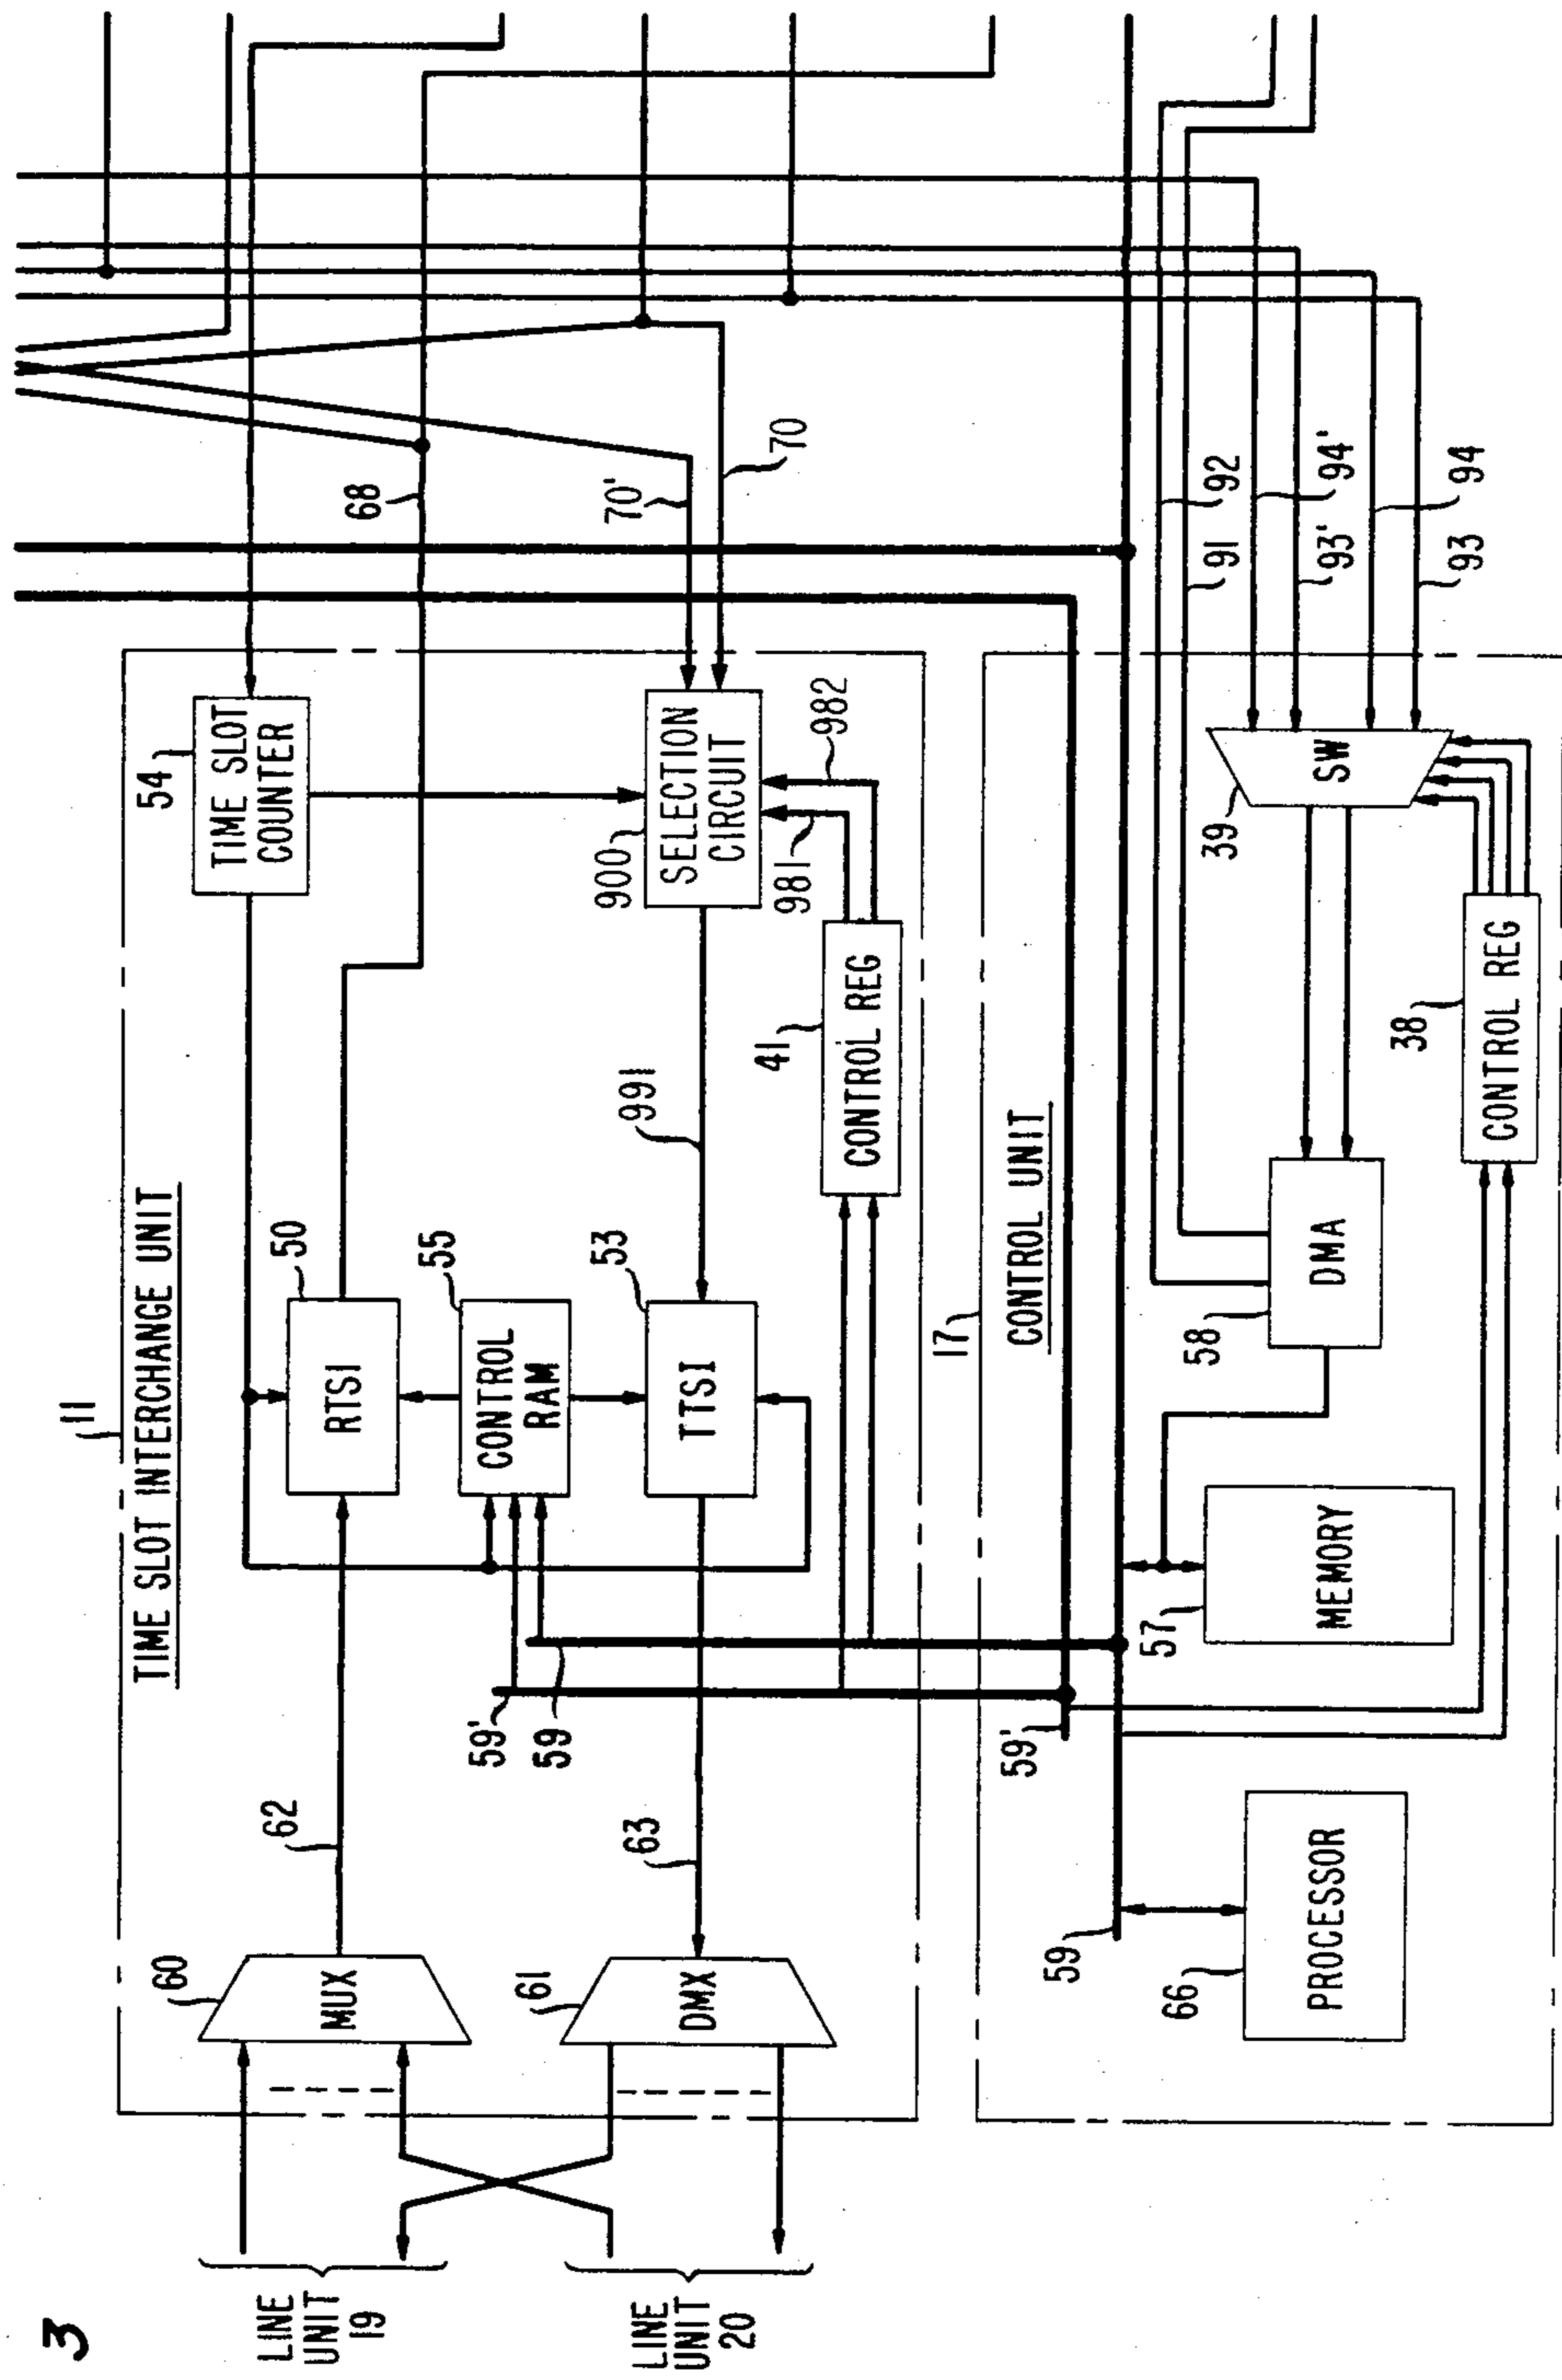 3
11
TIME SLOT INTERCHANGE UNIT
LINE
UNIT
19
LINE
UNIT
20
60
MUX
61
DMX
62
63
50
RTSI
55
CONTROL
RAM
53
TTSI
59'
59
54
TIME SLOT
COUNTER
68
900
SELECTION
CIRCUIT
991
981
982
41
CONTROL REG
70'
70
17
CONTROL UNIT
59'
59
66
PROCESSOR
57
MEMORY
58
DMA
39
SW
38
CONTROL REG
91
92
93'
94'
93
94